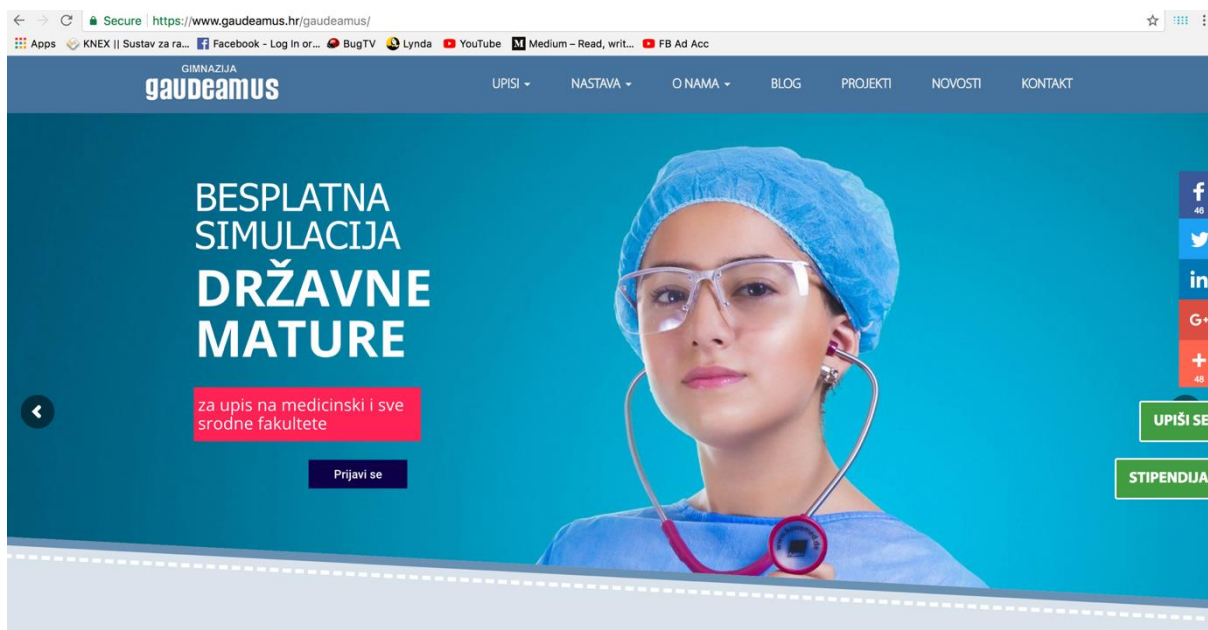 Secure https://www.gaudeamus.hr/gaudeamus/
Apps KNEX || Sustav za ra... Facebook - Log In or... BugTV Lynda YouTube Medium – Read, writ... FB Ad Acc
GIMNAZIJA
gaudeamus
UPISI NASTAVA O NAMA BLOG PROJEKTI NOVOSTI KONTAKT
BESPLATNA
SIMULACIJA
DRŽAVNE
MATURE
za upis na medicinski i sve
srodne fakultete
Prijavi se
46
G+
48
UPIŠI SE
STIPENDIJA